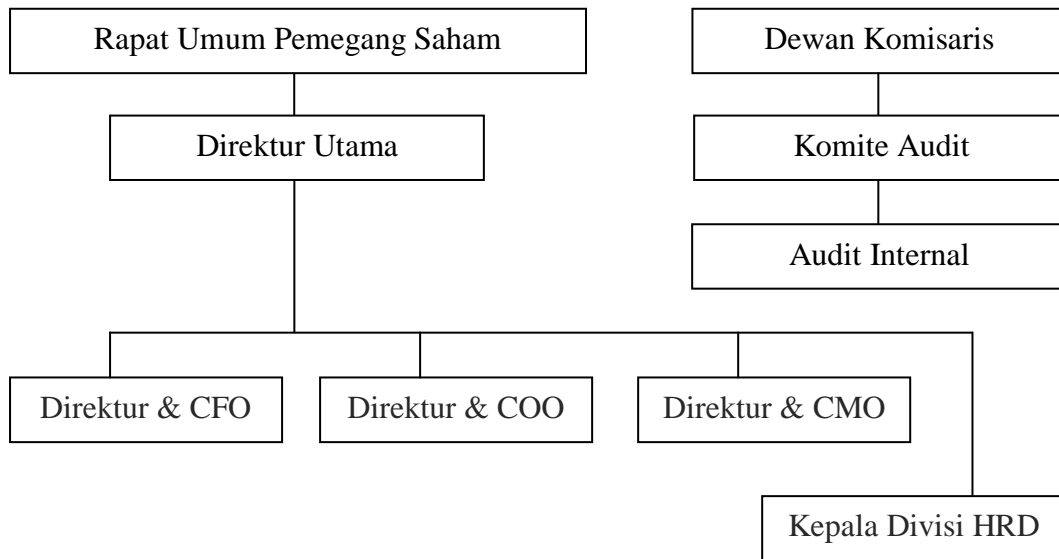 Rapat Umum Pemegang Saham
Dewan Komisaris
Direktur Utama
Komite Audit
Audit Internal
Direktur & CFO
Direktur & COO
Direktur & CMO
Kepala Divisi HRD